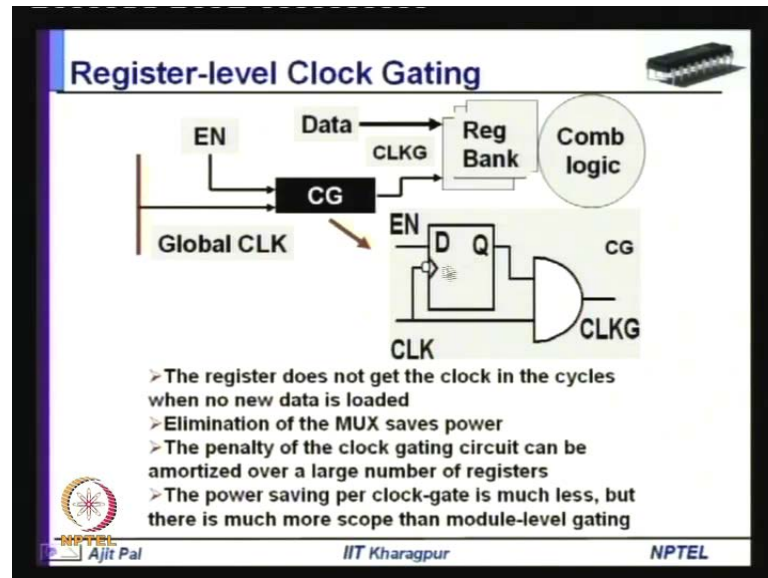 Register-level Clock Gating
EN
Data
CLKG
Reg
Bank
Comb
logic
CG
Global CLK
EN
D Q
CG
CLKG
CLK
➢The register does not get the clock in the cycles
when no new data is loaded
➢Elimination of the MUX saves power
➢The penalty of the clock gating circuit can be
amortized over a large number of registers
➢The power saving per clock-gate is much less, but
there is much more scope than module-level gating
NPTEL
Ajit Pal
IIT Kharagpur
NPTEL